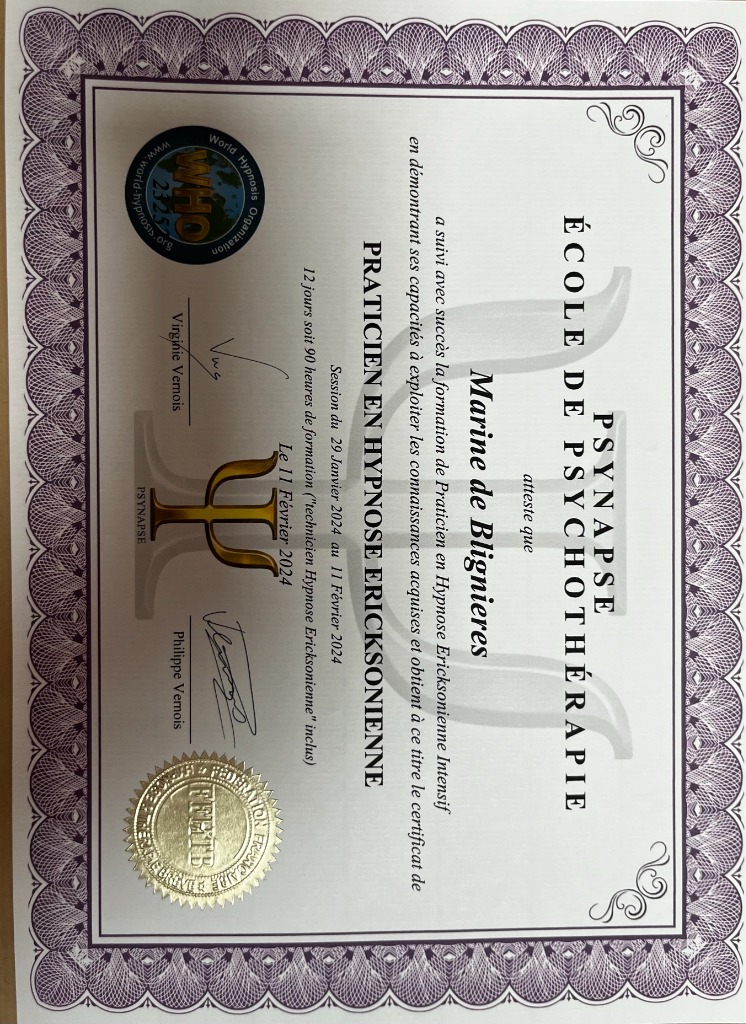 PSYNAPSE
ÉCOLE DE PSYCHOTHÉRAPIE
atteste que
Marine de Blignieres
a suivi avec succès la formation de Praticien en Hypnose Ericksonienne Intensif
en démontrant ses capacités à exploiter les connaissances acquises et obtient à ce titre le certificat de
PRATICIEN EN HYPNOSE ERICKSONIENNE
Session du 29 Janvier 2024 au 11 Février 2024
12 jours soit 90 heures de formation ("technicien Hypnose Ericksonienne" inclus)
Le 11 Février 2024
World Hypnosis Organization
WHO
www.world-hypnosis.org
Virginie Vernois
PSYNAPSE
Philippe Vernois
FEDERATION FRANCAISE